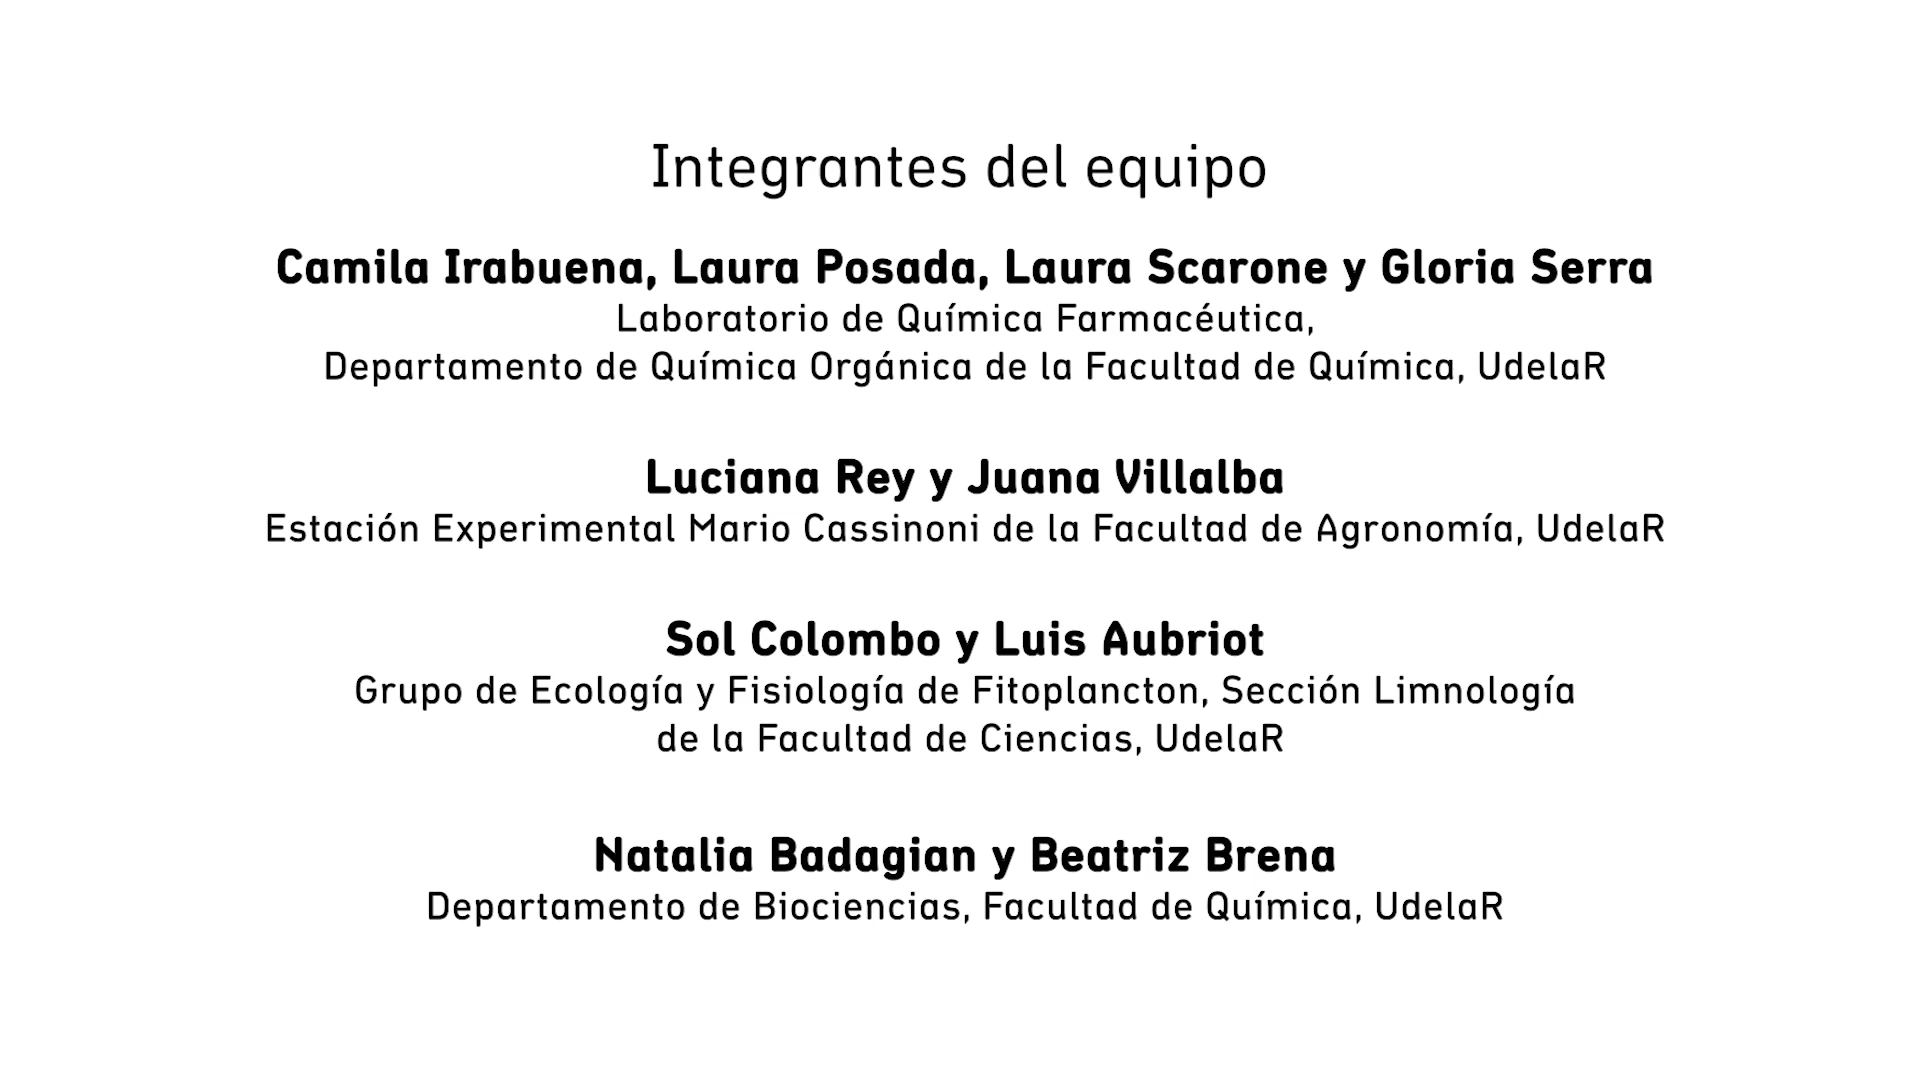 Integrantes del equipo
Camila Irabuena, Laura Posada, Laura Scarone y Gloria Serra
Laboratorio de Química Farmacéutica,
Departamento de Química Orgánica de la Facultad de Química, UdelaR
Luciana Rey y Juana Villalba
Estación Experimental Mario Cassinoni de la Facultad de Agronomía, UdelaR
Sol Colombo y Luis Aubriot
Grupo de Ecología y Fisiología de Fitoplancton, Sección Limnología
de la Facultad de Ciencias, UdelaR
Natalia Badagian y Beatriz Brena
Departamento de Biociencias, Facultad de Química, UdelaR